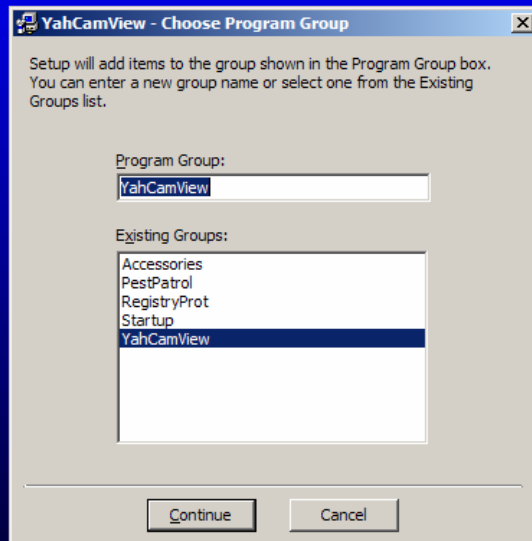 YahCamView - Choose Program Group
Setup will add items to the group shown in the Program Group box.
You can enter a new group name or select one from the Existing
Groups list.
Program Group:
YahCamView
Existing Groups:
Accessories
PestPatrol
RegistryProt
Startup
YahCamView
Continue
Cancel